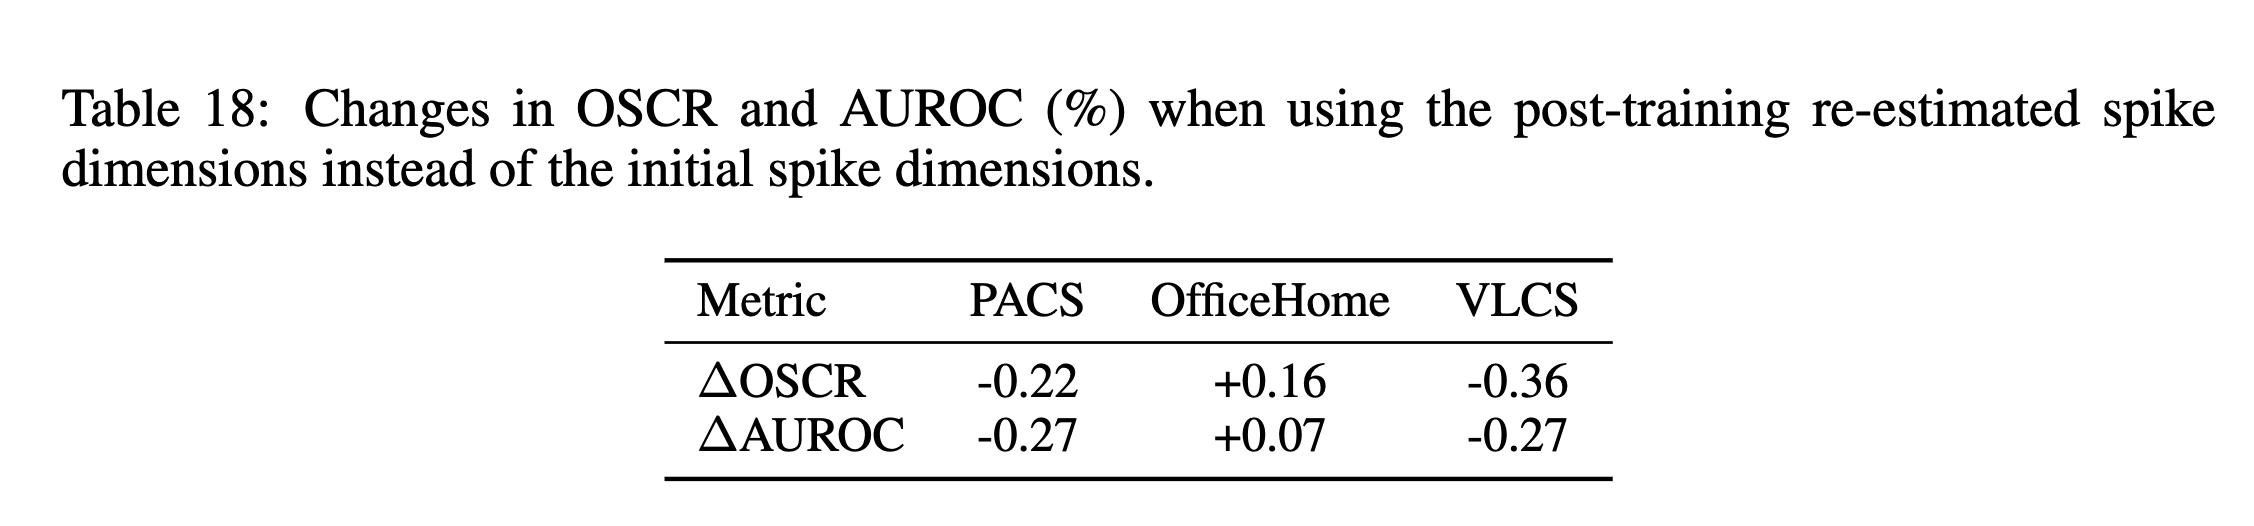 Table 18: Changes in OSCR and AUROC (%) when using the post-training re-estimated spike
dimensions instead of the initial spike dimensions.
Metric PACS OfficeHome VLCS
ΔOSCR -0.22 +0.16 -0.36
ΔAUROC -0.27 +0.07 -0.27